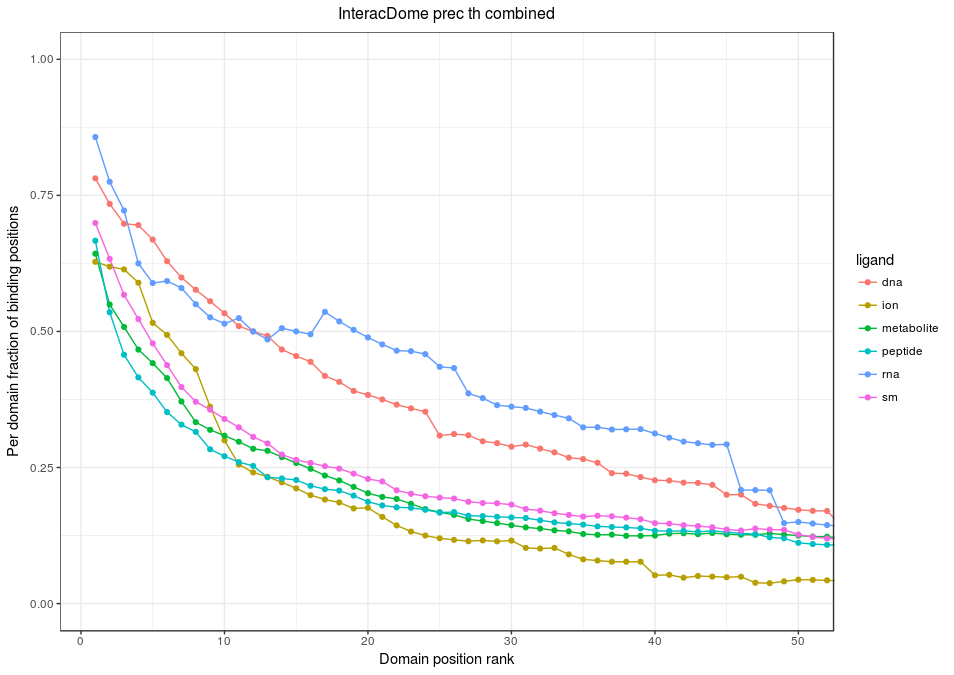 InteracDome prec th combined
Per domain fraction of binding positions
1.00
0.75
0.50
0.25
0.00
0 10 20 30 40 50
Domain position rank
ligand
dna
ion
metabolite
peptide
rna
sm